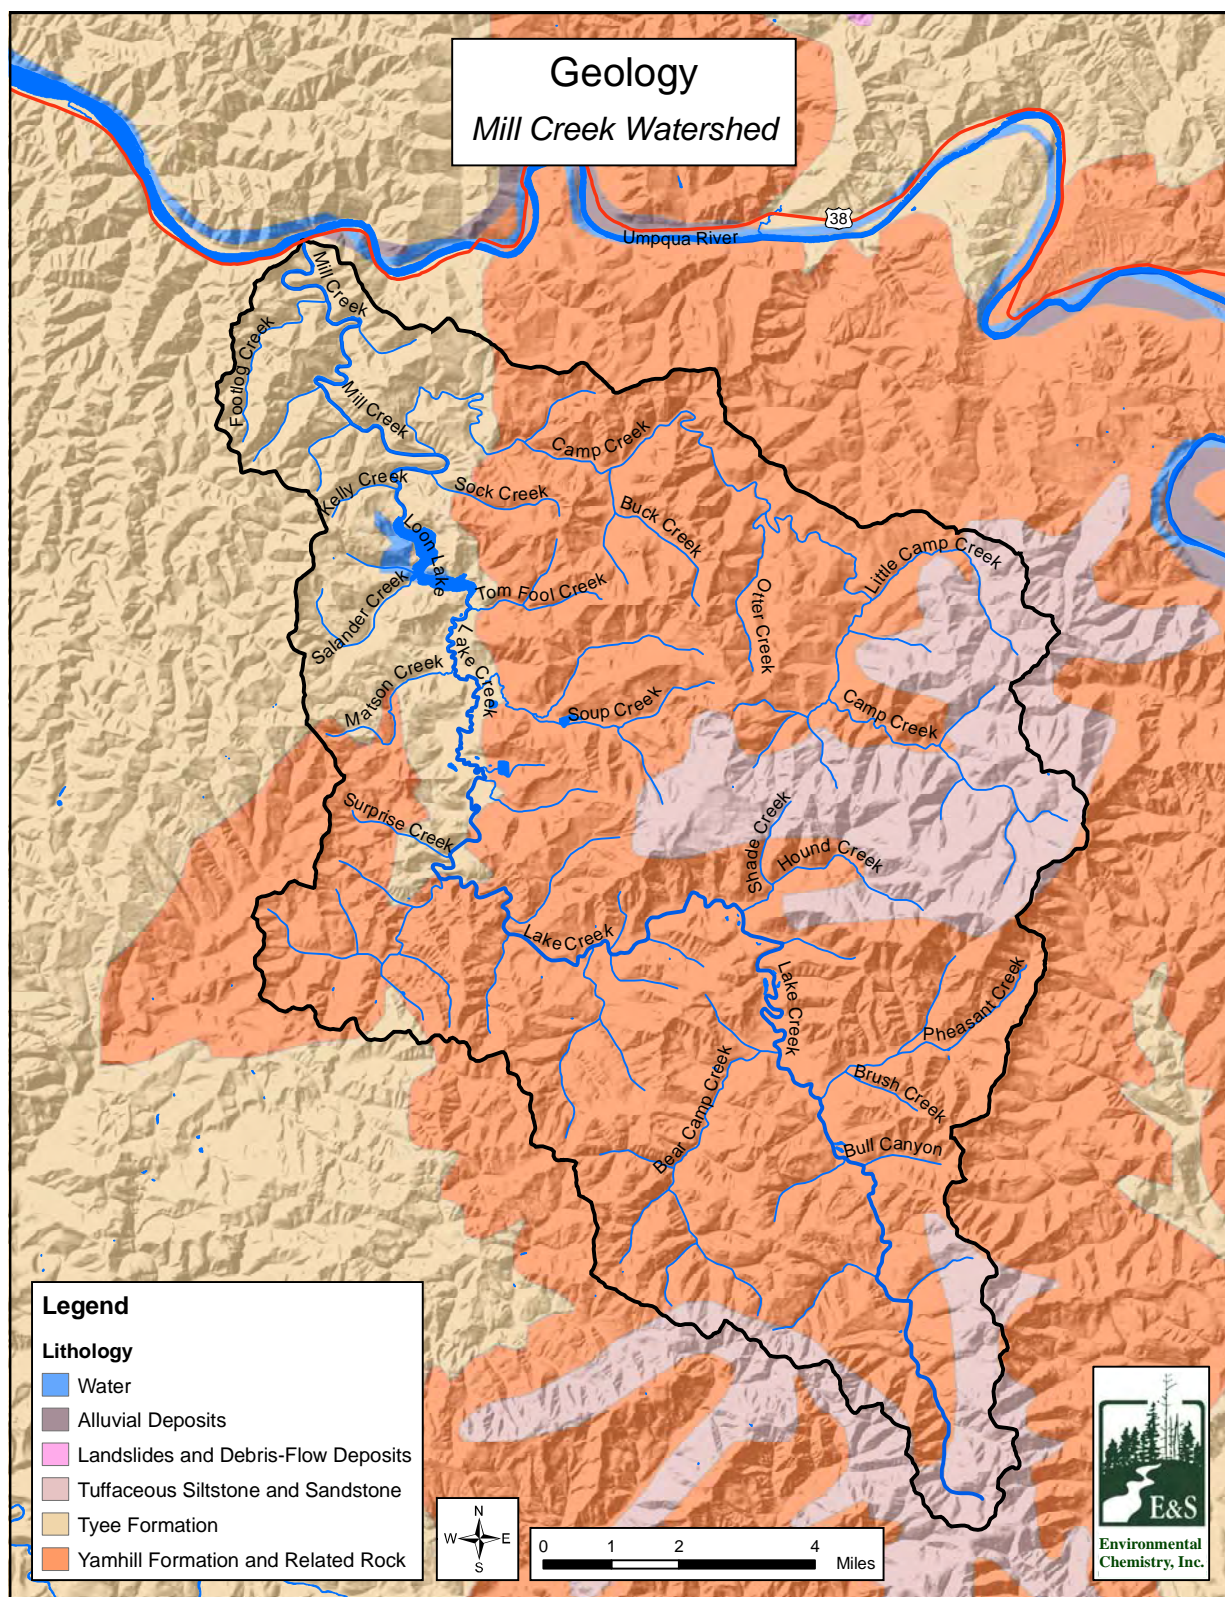 Geology
Mill Creek Watershed
38
Umpqua River
Mill Creek
Footlog Creek
Mill Creek
Camp Creek
Kelly Creek
Sock Creek
Buck Creek
Loon Lake
Little Camp Creek
Salander Creek
Tom Fool Creek
Otter Creek
Lake Creek
Matson Creek
Soup Creek
Camp Creek
Surprise Creek
Shade Creek
Hound Creek
Lake Creek
Lake Creek
Pheasant Creek
Bear Camp Creek
Brush Creek
Bull Canyon
Legend
Lithology
Water
Alluvial Deposits
Landslides and Debris-Flow Deposits
Tuffaceous Siltstone and Sandstone
Tyee Formation
Yamhill Formation and Related Rock
N
W E
S
0 1 2 4
Miles
E&S
Environmental
Chemistry, Inc.